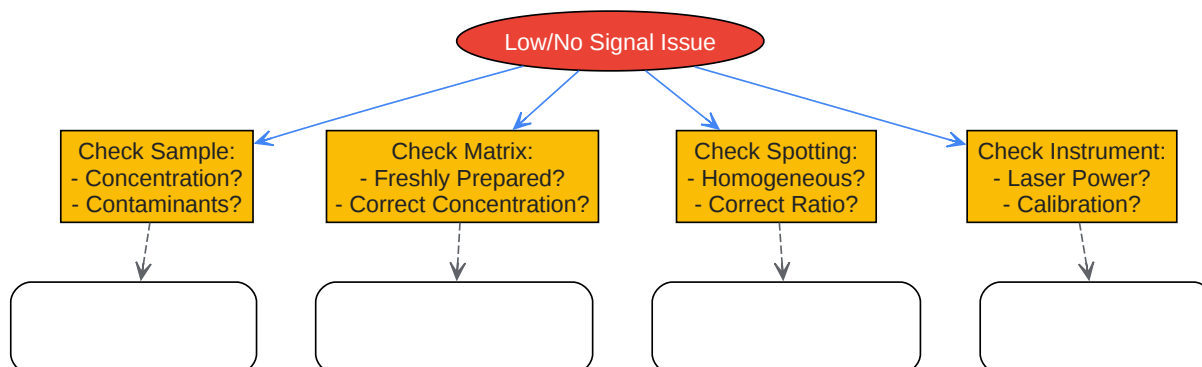 Low/No Signal Issue
Check Sample:
- Concentration?
- Contaminants?
Check Matrix:
- Freshly Prepared?
- Correct Concentration?
Check Spotting:
- Homogeneous?
- Correct Ratio?
Check Instrument:
- Laser Power?
- Calibration?